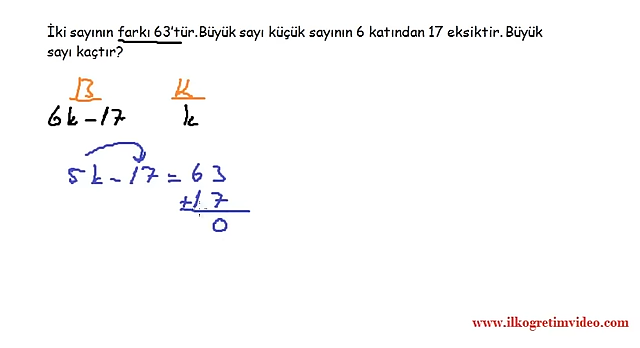 İki sayının farkı 63'tür.Büyük sayı küçük sayının 6 katından 17 eksiktir. Büyük
sayı kaçtır?
B K
6k-17 k
5k-17=63
+17
0
www.ilkogretimvideo.com